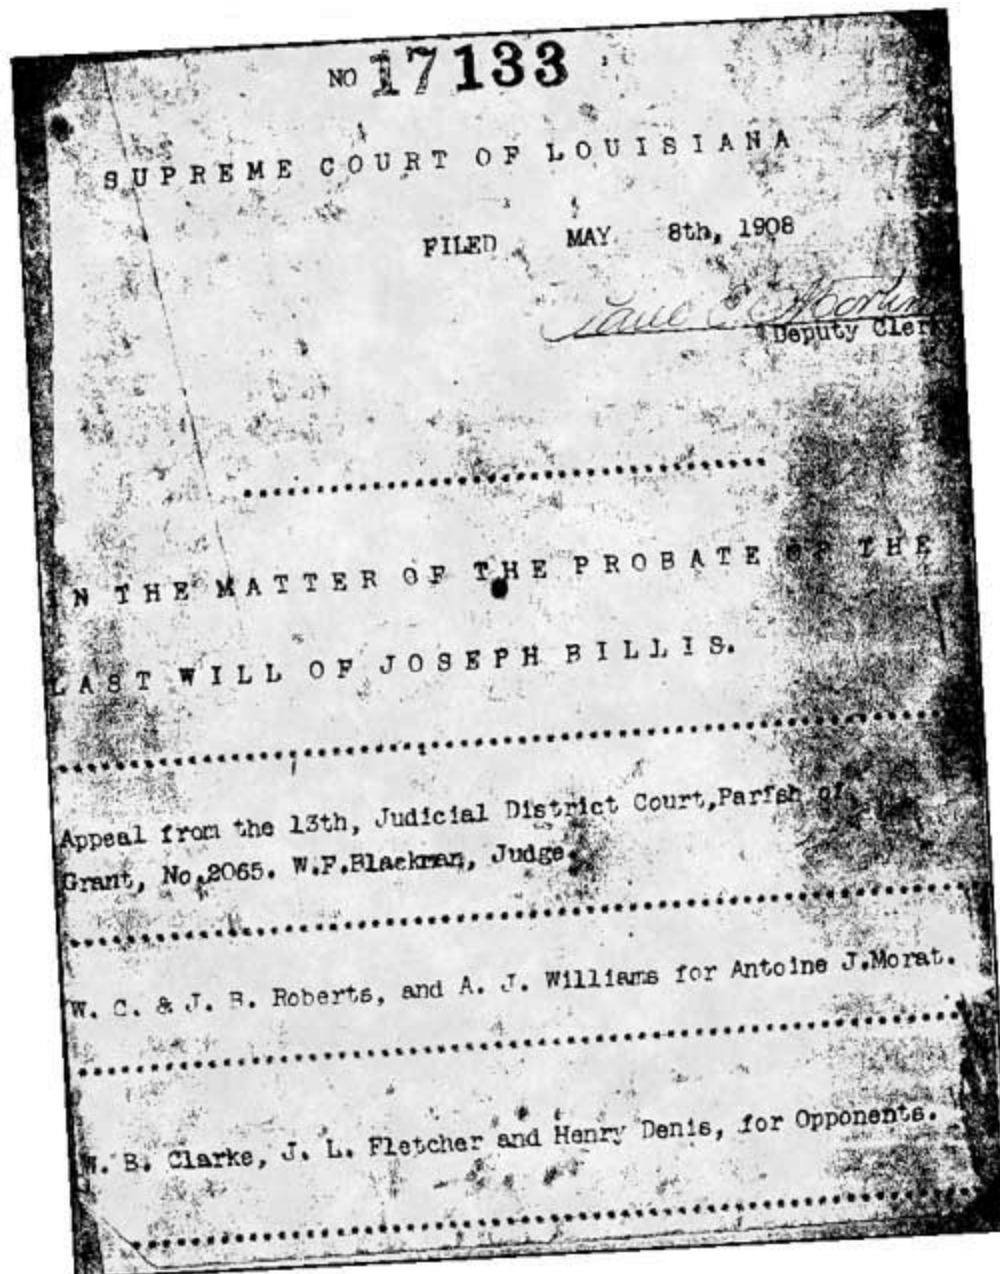 NO 17133
SUPREME COURT OF LOUISIANA
FILED MAY 8th, 1908
Deputy Clerk
N THE MATTER OF THE PROBATE OF THE
LAST WILL OF JOSEPH BILLIS.
Appeal from the 13th, Judicial District Court,Parish of
Grant, No.2065. W.F.Blackman, Judge.
W. C. & J. B. Roberts, and A. J. Williams for Antoine J.Morat.
W. B. Clarke, J. L. Fletcher and Henry Denis, for Opponents.